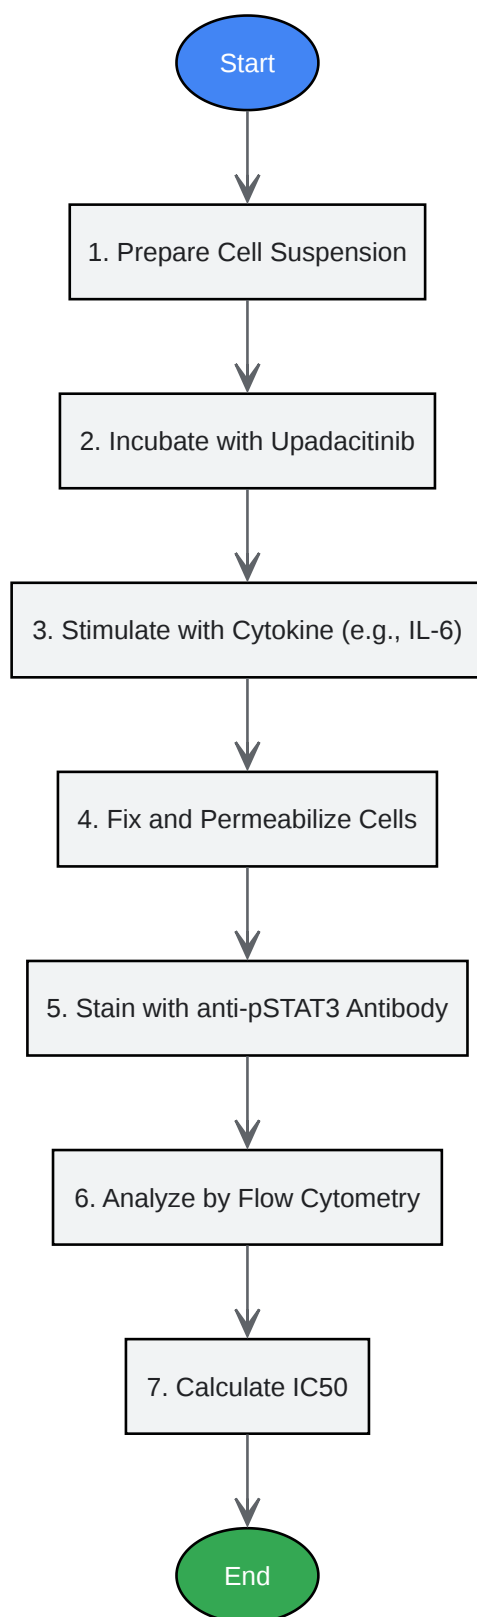 Start
1. Prepare Cell Suspension
2. Incubate with Upadacitinib
3. Stimulate with Cytokine (e.g., IL-6)
4. Fix and Permeabilize Cells
5. Stain with anti-pSTAT3 Antibody
6. Analyze by Flow Cytometry
7. Calculate IC50
End